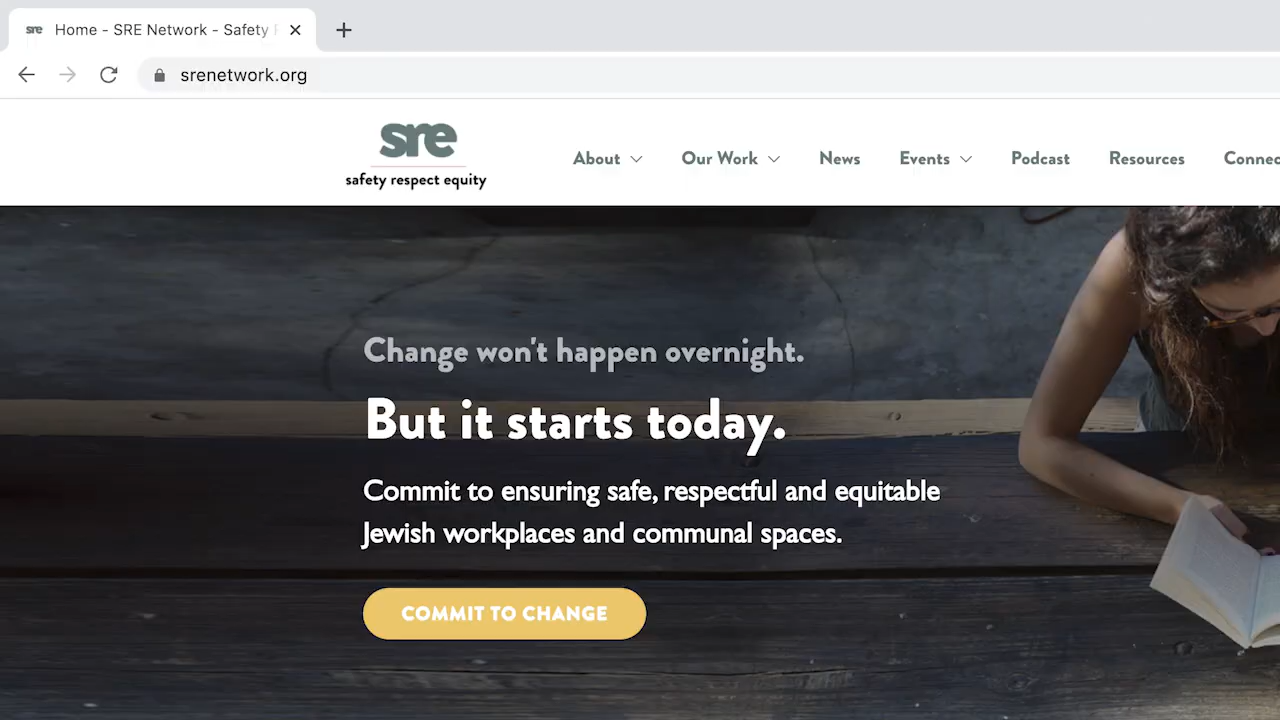 sre Home - SRE Network - Safety
srenetwork.org
sre
safety respect equity
About Our Work News Events Podcast Resources Connec
Change won't happen overnight.
But it starts today.
Commit to ensuring safe, respectful and equitable
Jewish workplaces and communal spaces.
COMMIT TO CHANGE